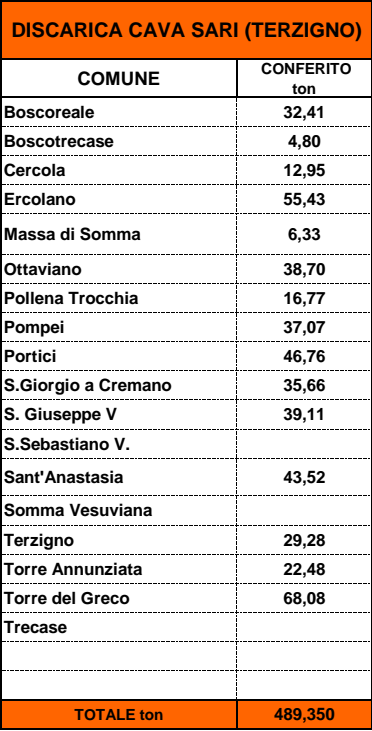 DISCARICA CAVA SARI (TERZIGNO)
COMUNE CONFERITO
ton
Boscoreale 32,41
Boscotrecase 4,80
Cercola 12,95
Ercolano 55,43
Massa di Somma 6,33
Ottaviano 38,70
Pollena Trocchia 16,77
Pompei 37,07
Portici 46,76
S.Giorgio a Cremano 35,66
S. Giuseppe V 39,11
S.Sebastiano V.
Sant'Anastasia 43,52
Somma Vesuviana
Terzigno 29,28
Torre Annunziata 22,48
Torre del Greco 68,08
Trecase
TOTALE ton 489,350